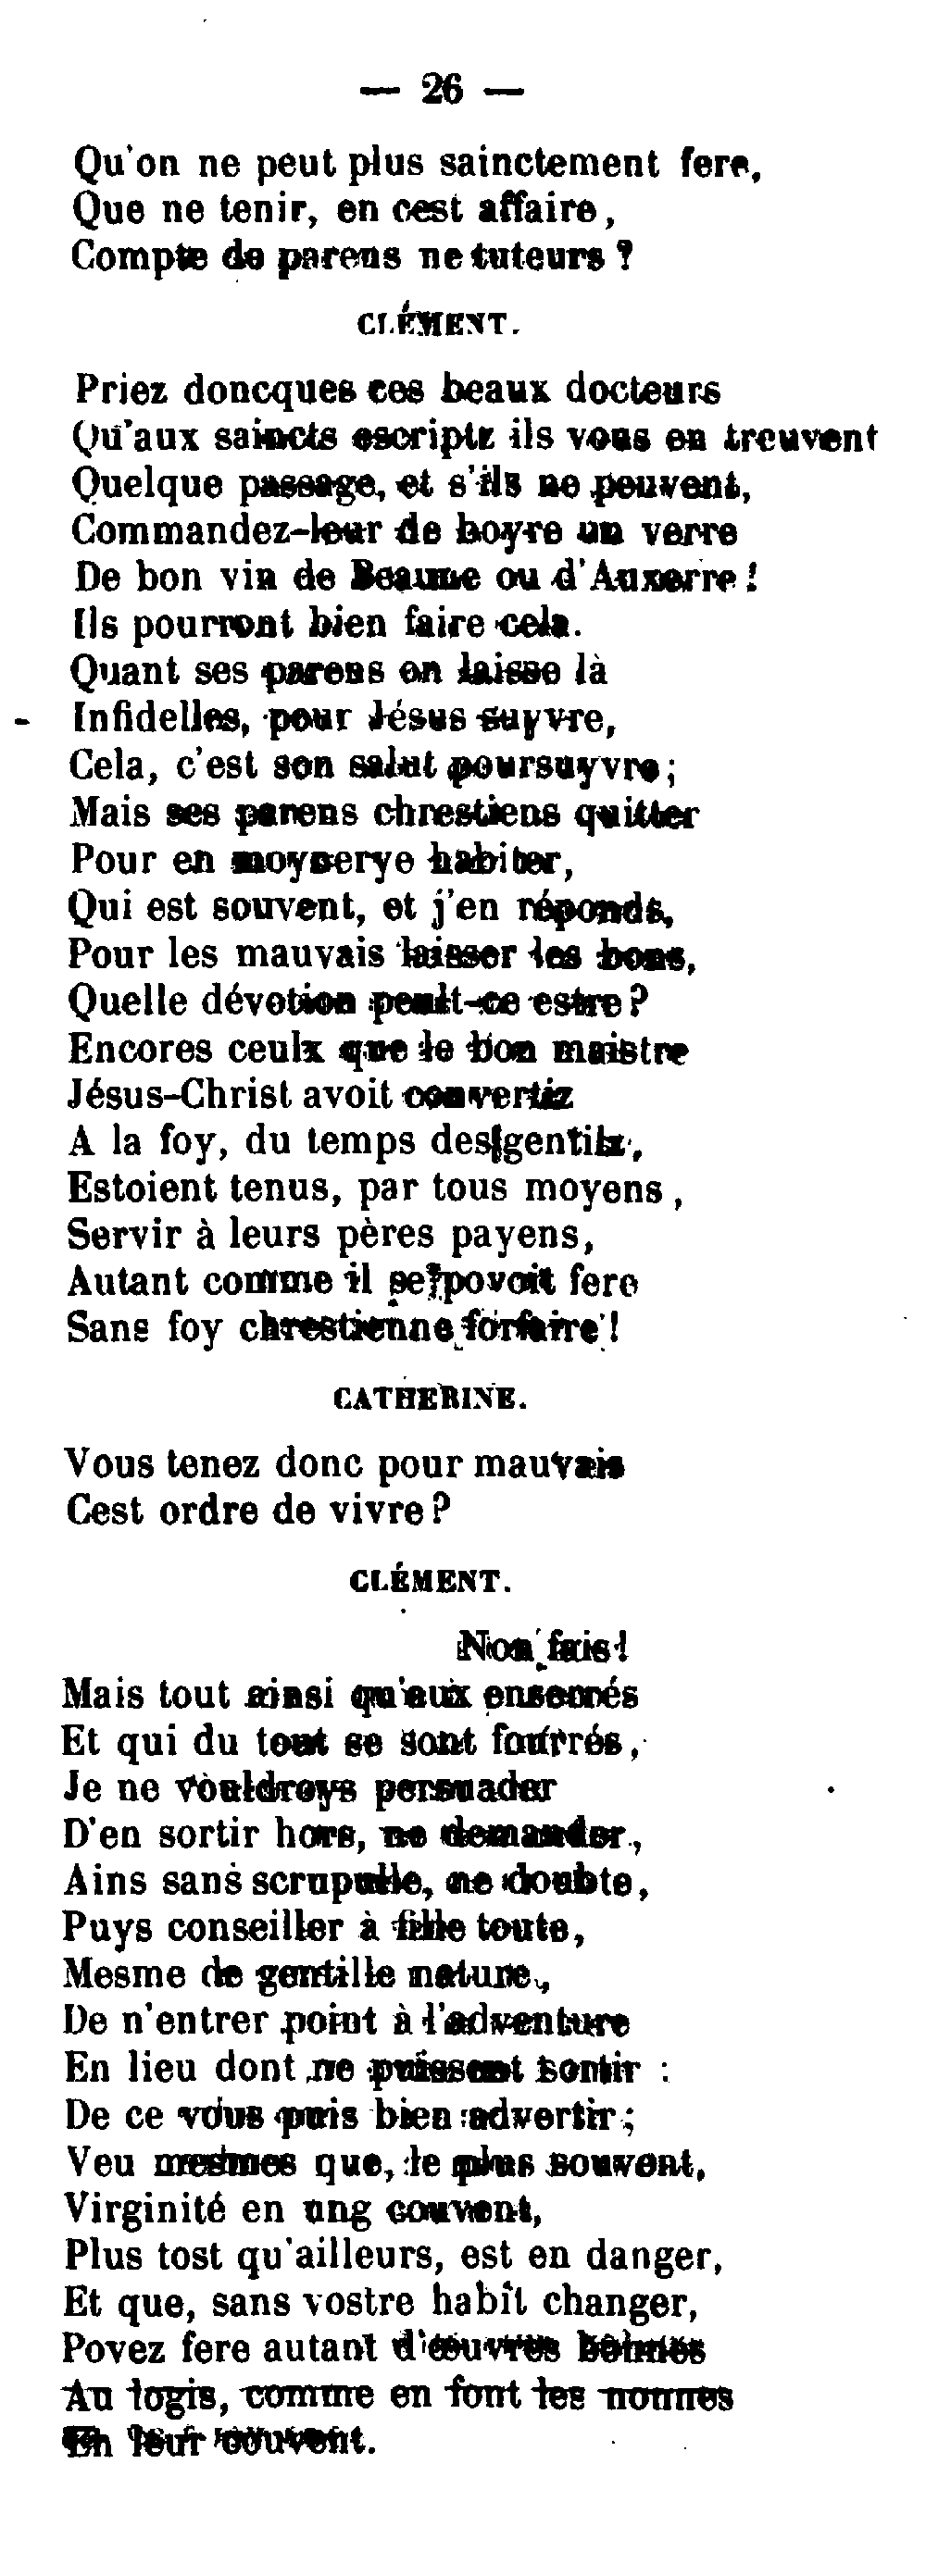 — 26 —
Qu'on ne peut plus sainctement fere,
Que ne tenir, en cest affaire,
Compte de parens ne tuteurs ?
CLÉMENT.
Priez doncques ces beaux docteurs
Qu'aux saincts escriptz ils vous en treuvent
Quelque passage, et s'ils ne peuvent,
Commandez-leur de boyre un verre
De bon vin de Beaune ou d'Auxerre !
Ils pourront bien faire cela.
Quant ses parens on laisse là
Infidelles, pour Jésus suyvre,
Cela, c'est son salut poursuyvre ;
Mais ses parens chrestiens quitter
Pour en moynerye habiter,
Qui est souvent, et j'en réponds,
Pour les mauvais laisser les bons,
Quelle dévotion peult-ce estre ?
Encores ceulx que le bon maistre
Jésus-Christ avoit convertiz
A la foy, du temps des gentilz,
Estoient tenus, par tous moyens,
Servir à leurs pères payens,
Autant comme il se povoit fere
Sans foy chrestienne forfaire !
CATHERINE.
Vous tenez donc pour mauvais
Cest ordre de vivre ?
CLÉMENT.
Non fais !
Mais tout ainsi qu'aux enserrés
Et qui du tout se sont fourrés,
Je ne vouldroys persuader
D'en sortir hors, ne demander,
Ains sans scrupulle, ne doubte,
Puys conseiller à fille toute,
Mesme de gentille nature,
De n'entrer point à l'adventure
En lieu dont ne puissent sortir :
De ce vous puis bien advertir ;
Veu mesmes que, le plus souvent,
Virginité en ung couvent,
Plus tost qu'ailleurs, est en danger,
Et que, sans vostre habit changer,
Povez fere autant d'œuvres bonnes
Au logis, comme en font les nonnes
En leur couvent.